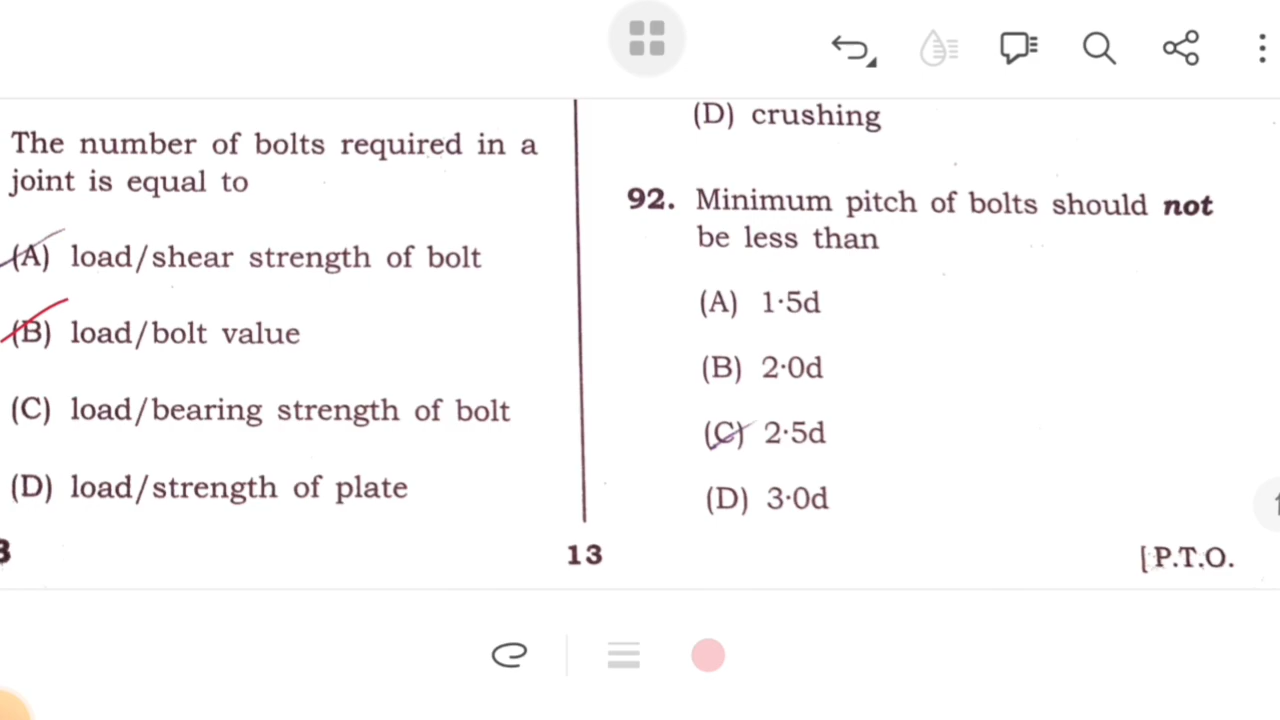 The number of bolts required in a
joint is equal to
(A) load/shear strength of bolt
(B) load/bolt value
(C) load/bearing strength of bolt
(D) load/strength of plate
(D) crushing
92. Minimum pitch of bolts should not
be less than
(A) 1·5d
(B) 2·0d
(C) 2·5d
(D) 3·0d
13
[ P.T.O.